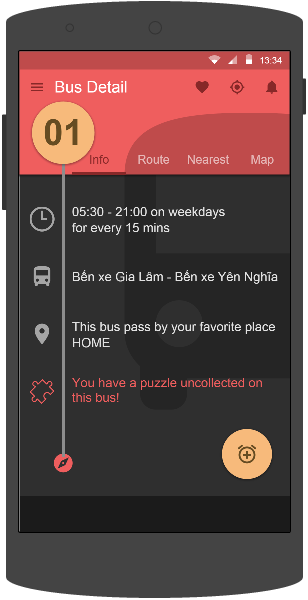 13:34
Bus Detail
01
Info Route Nearest Map
05:30 - 21:00 on weekdays
for every 15 mins
Bến xe Gia Lâm - Bến xe Yên Nghĩa
This bus pass by your favorite place
HOME
You have a puzzle uncollected on
this bus!